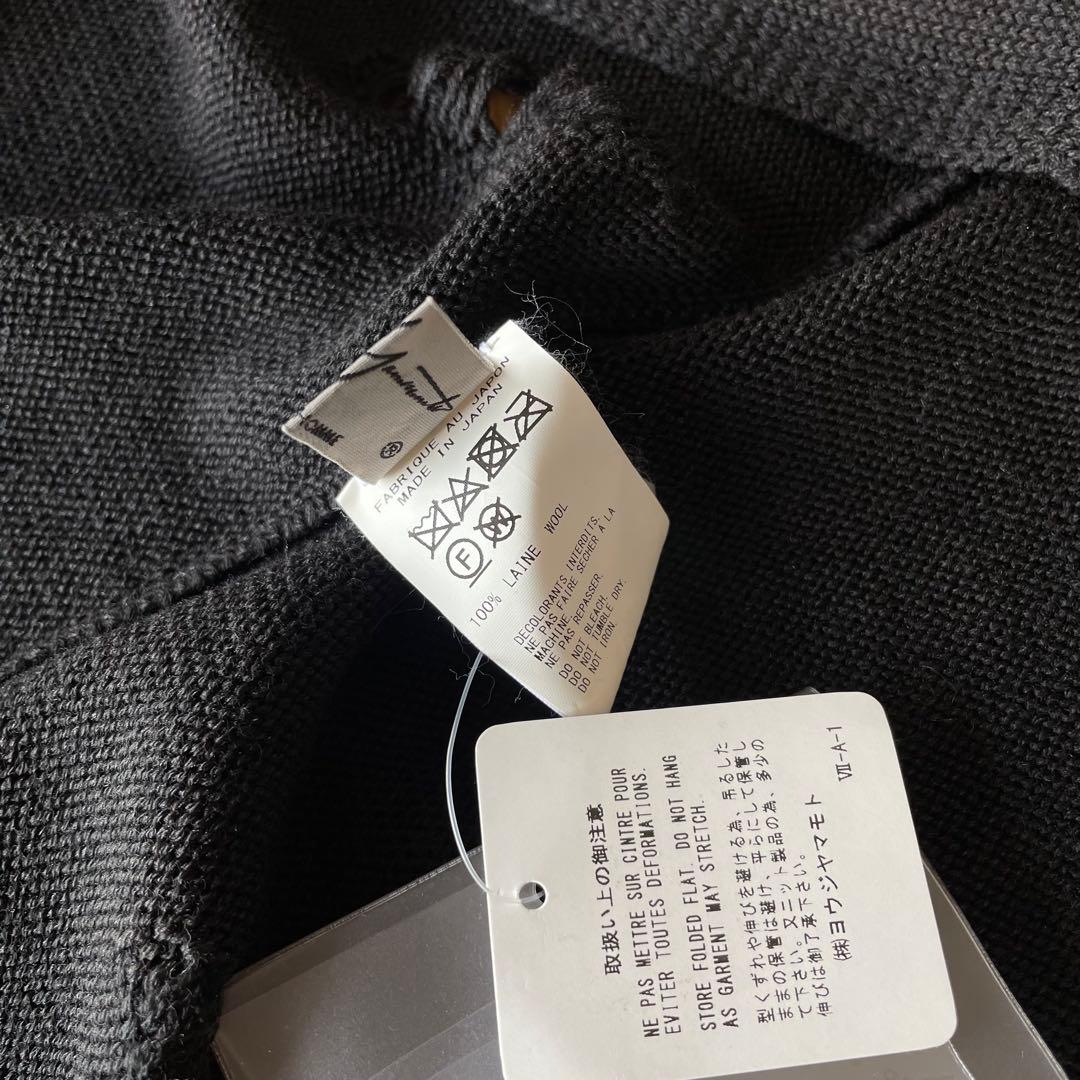 Yamamoto
HOMME
FABRIQUE AU JAPON
MADE IN JAPAN
F
W
100% LAINE WOOL
DECOLORANTS INTERDITS.
NE PAS FAIRE SECHER A LA
MACHINE.
NE PAS REPASSER.
DO NOT BLEACH.
DO NOT TUMBLE DRY.
DO NOT IRON.
取扱い上の御注意
NE PAS METTRE SUR CINTRE POUR
EVITER TOUTES DEFORMATIONS.
STORE FOLDED FLAT. DO NOT HANG
AS GARMENT MAY STRETCH.
型くずれや伸びを避ける為、吊るした
ままの保管は避け、平らにして保管し
て下さい。又ニット製品の為、多少の
伸びは御了承下さい。
㈱ヨウジヤマモト
Ⅶ-A-1